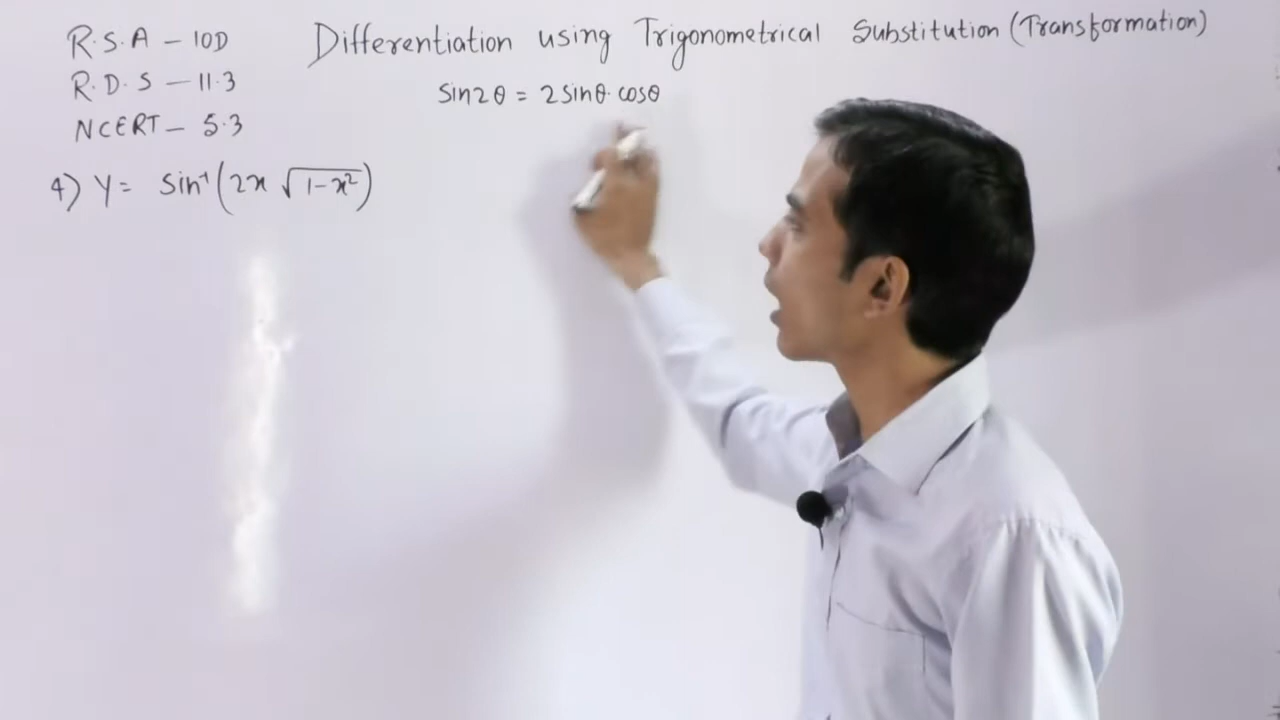 R.S.A - 10D
R.D.S - 11.3
NCERT - 5.3
Differentiation using Trigonometrical Substitution (Transformation)
Sin2θ = 2Sinθ.cosθ
4) Y = Sin⁻¹(2x √(1-x²))